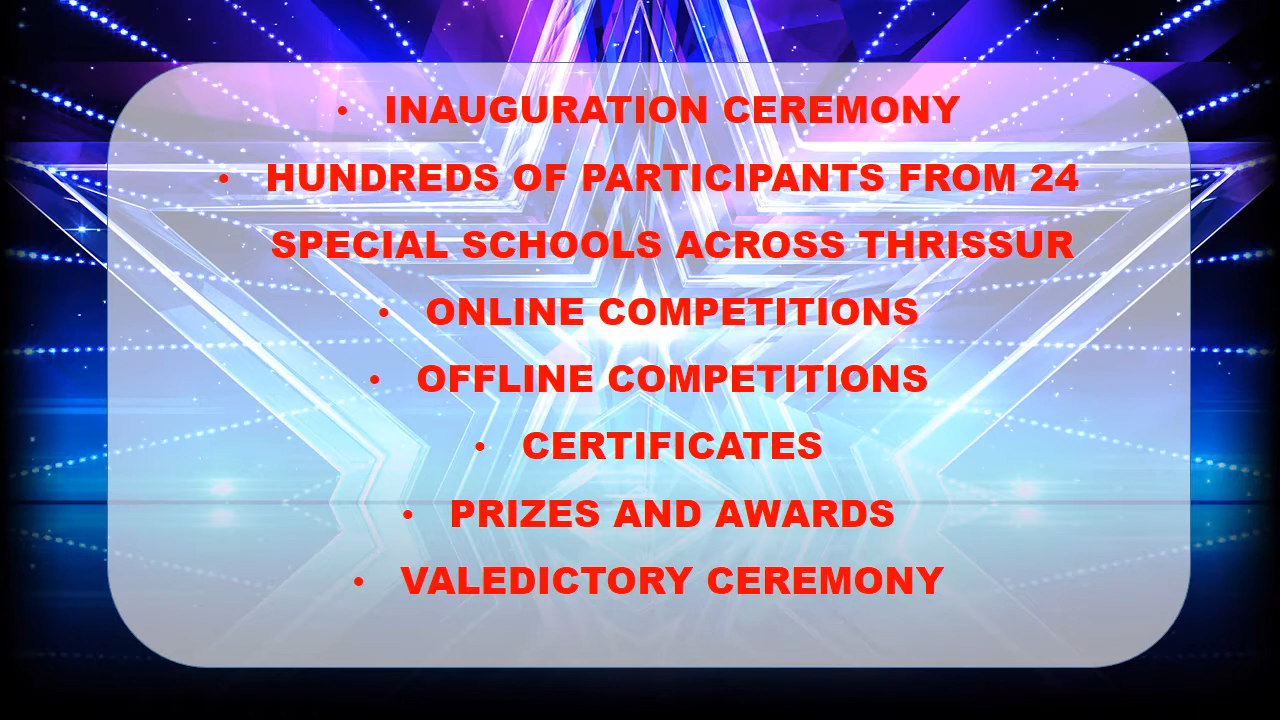 • INAUGURATION CEREMONY
• HUNDREDS OF PARTICIPANTS FROM 24
SPECIAL SCHOOLS ACROSS THRISSUR
• ONLINE COMPETITIONS
• OFFLINE COMPETITIONS
• CERTIFICATES
• PRIZES AND AWARDS
• VALEDICTORY CEREMONY